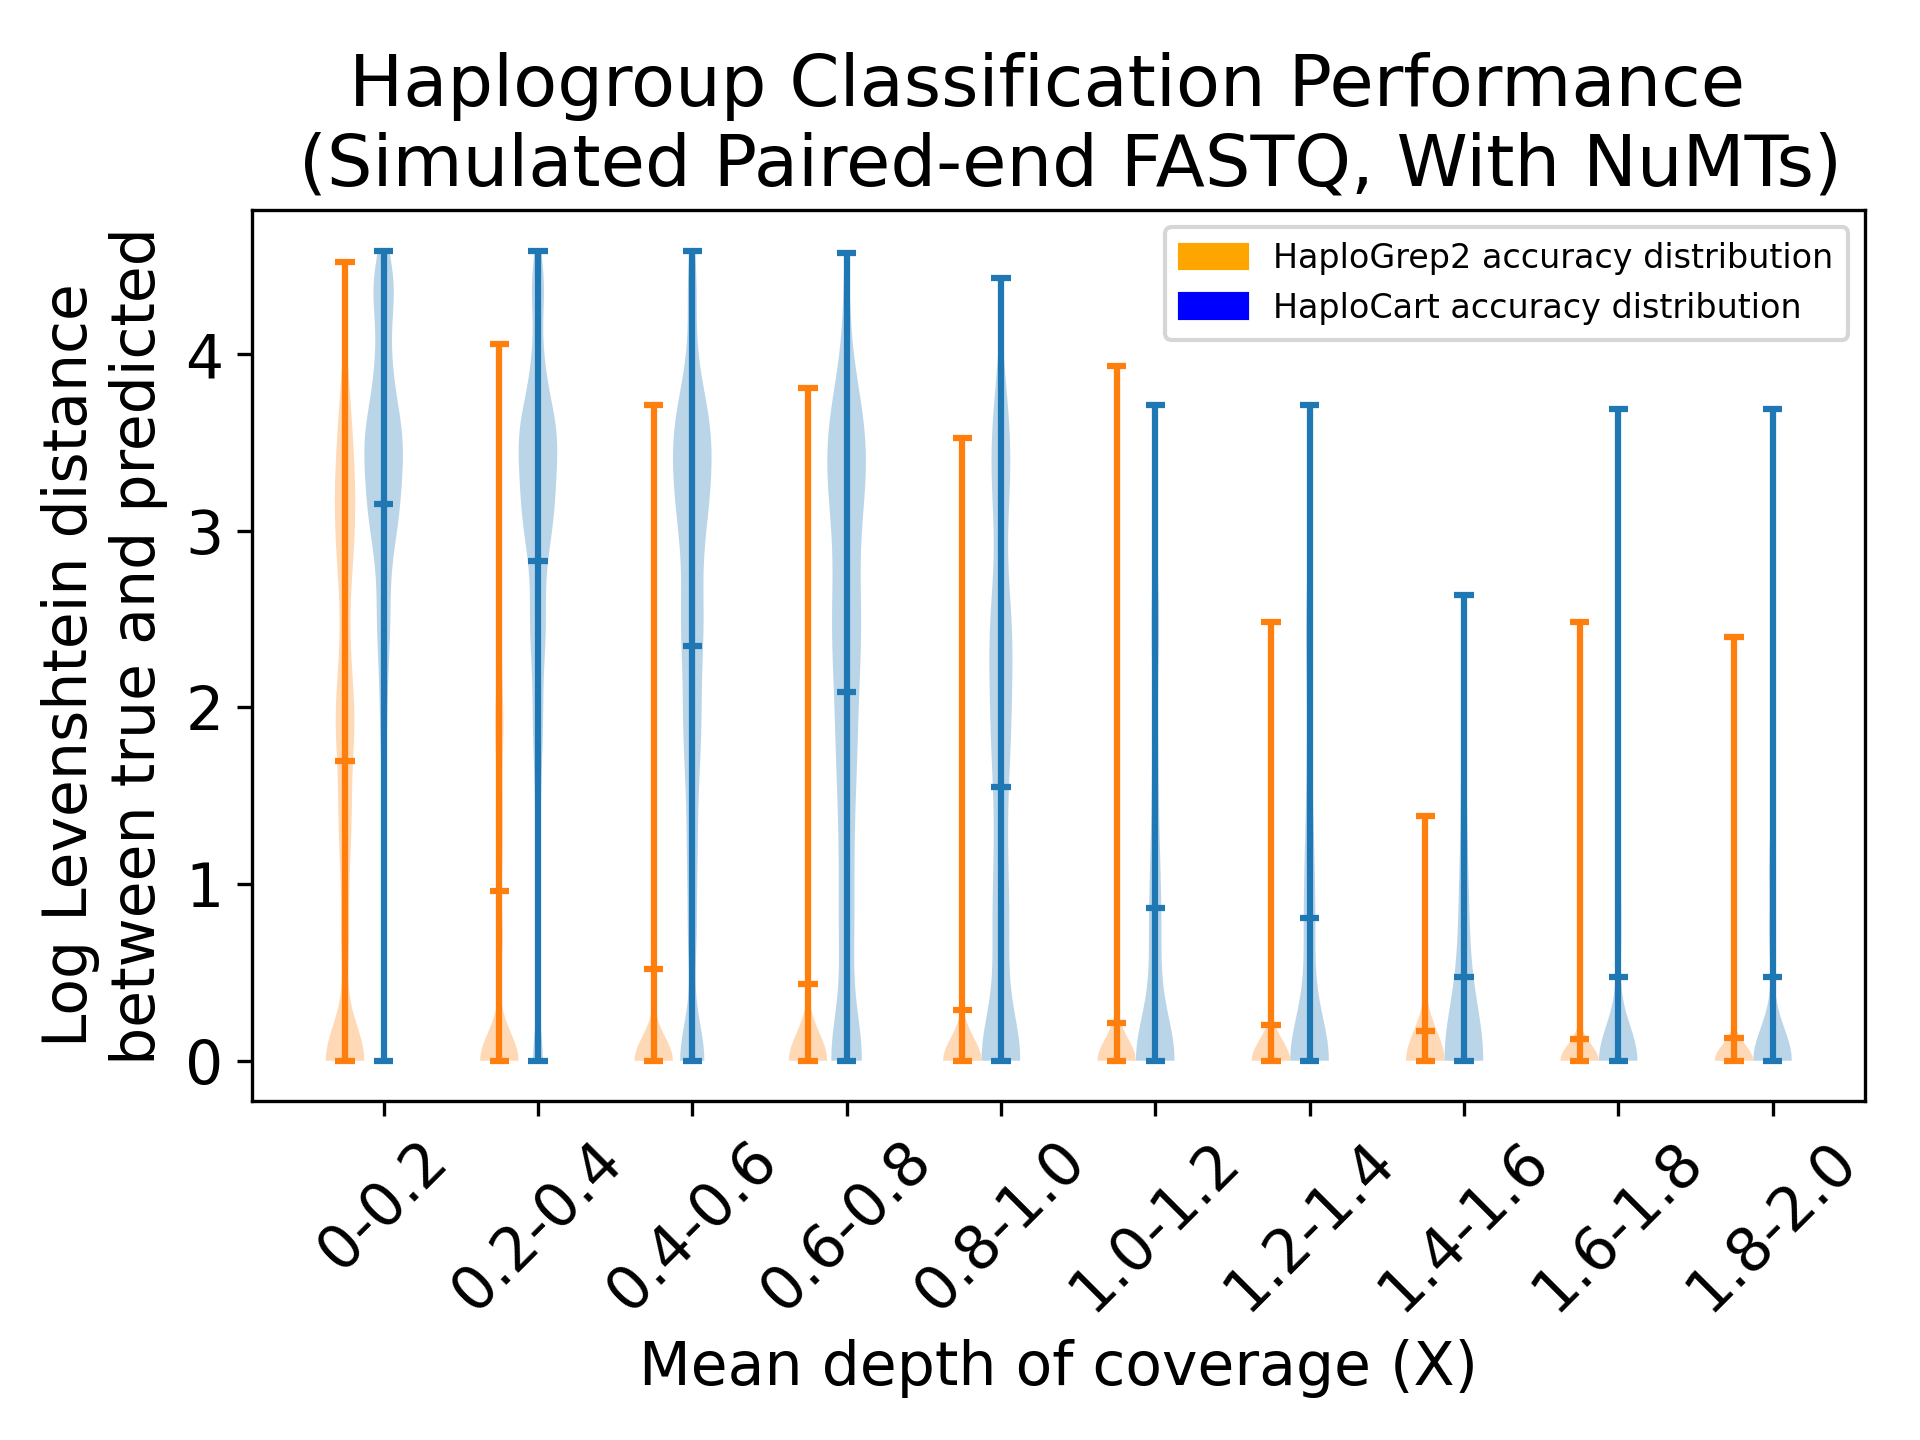 Haplogroup Classification Performance
(Simulated Paired-end FASTQ, With NuMTs)
HaploGrep2 accuracy distribution
HaploCart accuracy distribution
Log Levenshtein distance
between true and predicted
4
3
2
1
0
0-0.2
0.2-0.4
0.4-0.6
0.6-0.8
0.8-1.0
1.0-1.2
1.2-1.4
1.4-1.6
1.6-1.8
1.8-2.0
Mean depth of coverage (X)